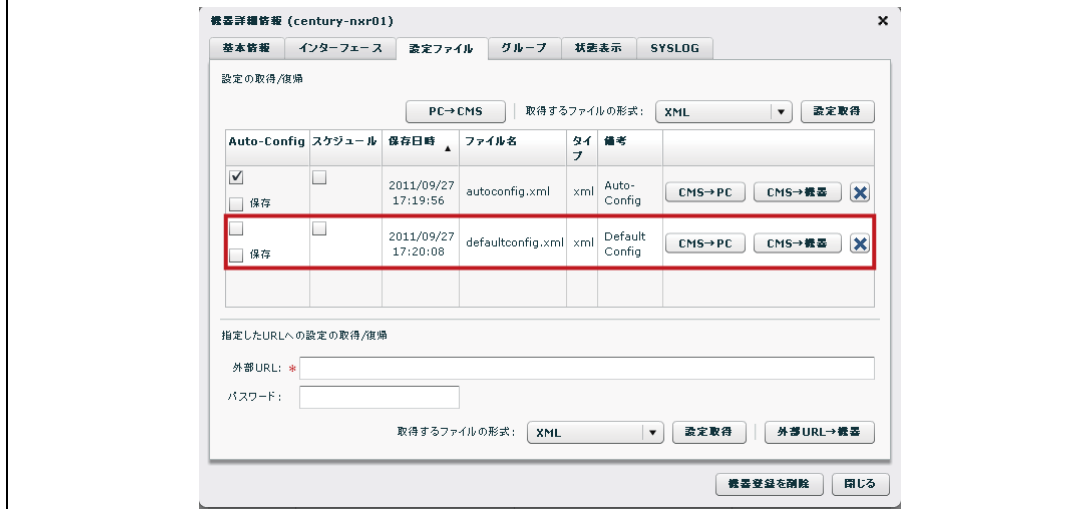 機器詳細情報 (century-nxr01)
基本情報 インターフェース 設定ファイル グループ 状態表示 SYSLOG
設定の取得/復帰
PC→CMS 取得するファイルの形式: XML 設定取得
Auto-Config スケジュール 保存日時 ファイル名 タイプ 備考
保存 2011/09/27 17:19:56 autoconfig.xml xml Auto-Config CMS→PC CMS→機器
保存 2011/09/27 17:20:08 defaultconfig.xml xml Default Config CMS→PC CMS→機器
指定したURLへの設定の取得/復帰
外部URL: *
パスワード:
取得するファイルの形式: XML 設定取得 外部URL→機器
機器登録を削除 閉じる